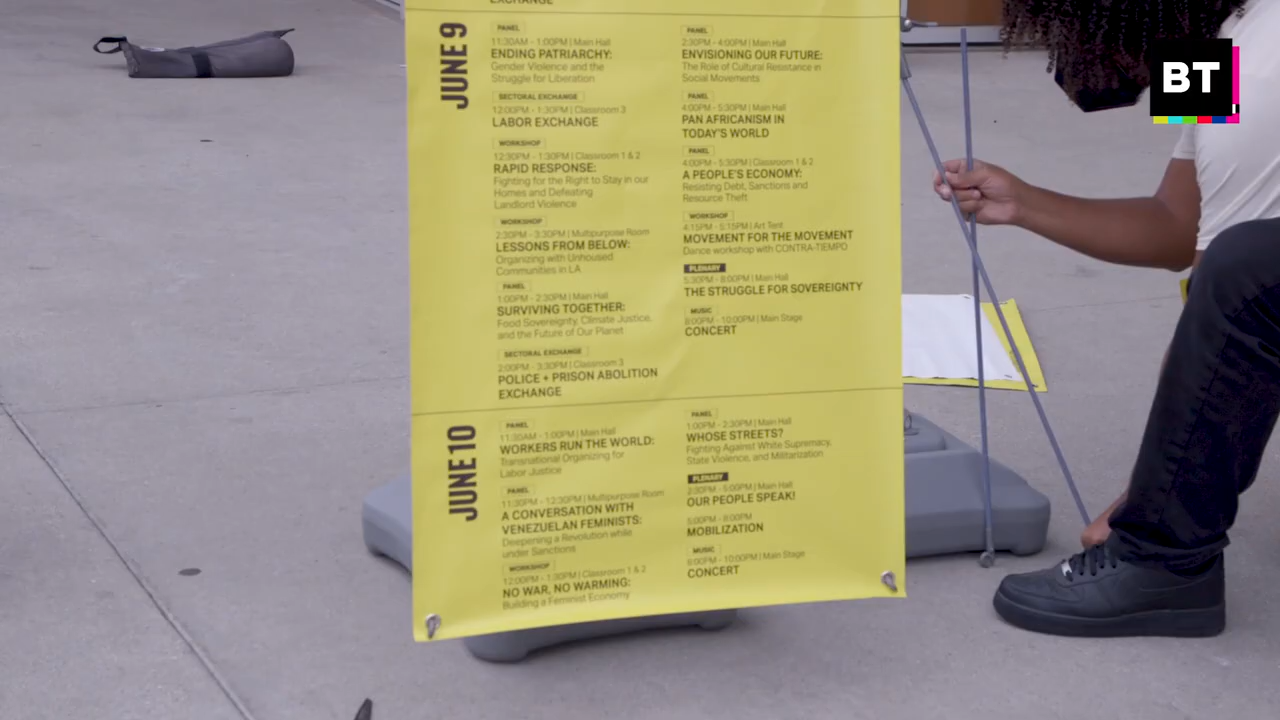 EXCHANGE
JUNE 9
PANEL
11:30AM - 1:00PM | Main Hall
ENDING PATRIARCHY:
Gender Violence and the
Struggle for Liberation
SECTORAL EXCHANGE
12:00PM - 1:30PM | Classroom 3
LABOR EXCHANGE
WORKSHOP
12:30PM - 1:30PM | Classroom 1 & 2
RAPID RESPONSE:
Fighting for the Right to Stay in our
Homes and Defeating
Landlord Violence
WORKSHOP
2:30PM - 3:30PM | Multipurpose Room
LESSONS FROM BELOW:
Organizing with Unhoused
Communities in LA
PANEL
1:00PM - 2:30PM | Main Hall
SURVIVING TOGETHER:
Food Sovereignty, Climate Justice,
and the Future of Our Planet
SECTORAL EXCHANGE
2:00PM - 3:30PM | Classroom 3
POLICE + PRISON ABOLITION
EXCHANGE
PANEL
2:30PM - 4:00PM | Main Hall
ENVISIONING OUR FUTURE:
The Role of Cultural Resistance in
Social Movements
PANEL
4:00PM - 5:30PM | Main Hall
PAN AFRICANISM IN
TODAY'S WORLD
PANEL
4:00PM - 5:30PM | Classroom 1 & 2
A PEOPLE'S ECONOMY:
Resisting Debt, Sanctions and
Resource Theft
WORKSHOP
4:15PM - 5:15PM | Art Tent
MOVEMENT FOR THE MOVEMENT
Dance workshop with CONTRA-TIEMPO
PLENARY
5:30PM - 8:00PM | Main Hall
THE STRUGGLE FOR SOVEREIGNTY
MUSIC
8:00PM - 10:00PM | Main Stage
CONCERT
JUNE 10
PANEL
11:30AM - 1:00PM | Main Hall
WORKERS RUN THE WORLD:
Transnational Organizing for
Labor Justice
PANEL
11:30PM - 12:30PM | Multipurpose Room
A CONVERSATION WITH
VENEZUELAN FEMINISTS:
Deepening a Revolution while
under Sanctions
WORKSHOP
12:00PM - 1:30PM | Classroom 1 & 2
NO WAR, NO WARMING:
Building a Feminist Economy
PANEL
1:00PM - 2:30PM | Main Hall
WHOSE STREETS?
Fighting Against White Supremacy,
State Violence, and Militarization
PLENARY
2:30PM - 5:00PM | Main Hall
OUR PEOPLE SPEAK!
5:00PM - 8:00PM
MOBILIZATION
MUSIC
8:00PM - 10:00PM | Main Stage
CONCERT
BT